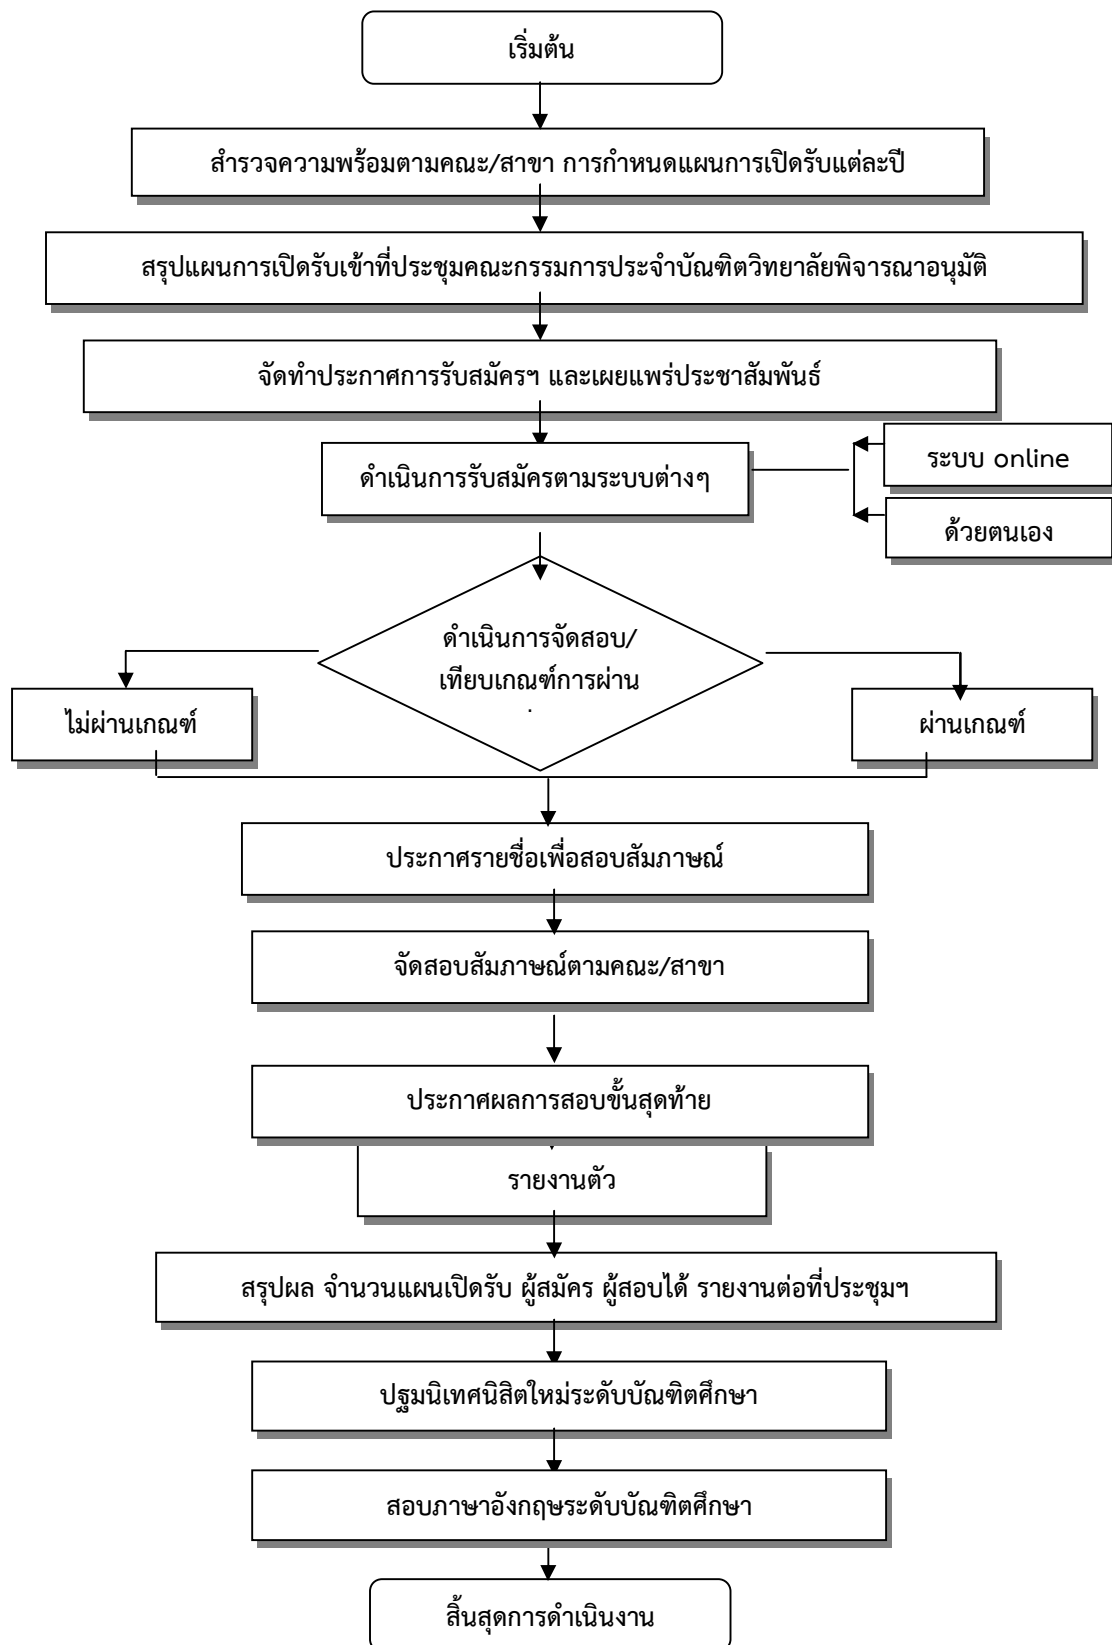 เริ่มต้น
สำรวจความพร้อมตามคณะ/สาขา การกำหนดแผนการเปิดรับแต่ละปี
สรุปแผนการเปิดรับเข้าที่ประชุมคณะกรรมการประจำบัณฑิตวิทยาลัยพิจารณาอนุมัติ
จัดทำประกาศการรับสมัครฯ และเผยแพร่ประชาสัมพันธ์
ดำเนินการรับสมัครตามระบบต่างๆ
ระบบ online
ด้วยตนเอง
ดำเนินการจัดสอบ/
เทียบเกณฑ์การผ่าน
ไม่ผ่านเกณฑ์
ผ่านเกณฑ์
ประกาศรายชื่อเพื่อสอบสัมภาษณ์
จัดสอบสัมภาษณ์ตามคณะ/สาขา
ประกาศผลการสอบขั้นสุดท้าย
รายงานตัว
สรุปผล จำนวนแผนเปิดรับ ผู้สมัคร ผู้สอบได้ รายงานต่อที่ประชุมฯ
ปฐมนิเทศนิสิตใหม่ระดับบัณฑิตศึกษา
สอบภาษาอังกฤษระดับบัณฑิตศึกษา
สิ้นสุดการดำเนินงาน